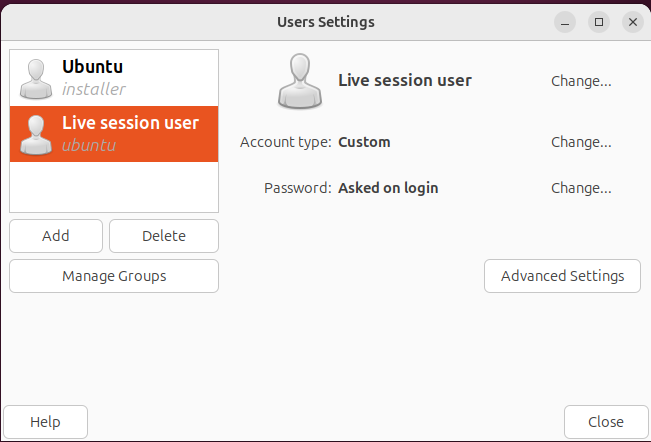 Users Settings
Ubuntu
installer
Live session user
ubuntu
Add
Delete
Manage Groups
Live session user
Change...
Account type: Custom
Change...
Password: Asked on login
Change...
Advanced Settings
Help
Close